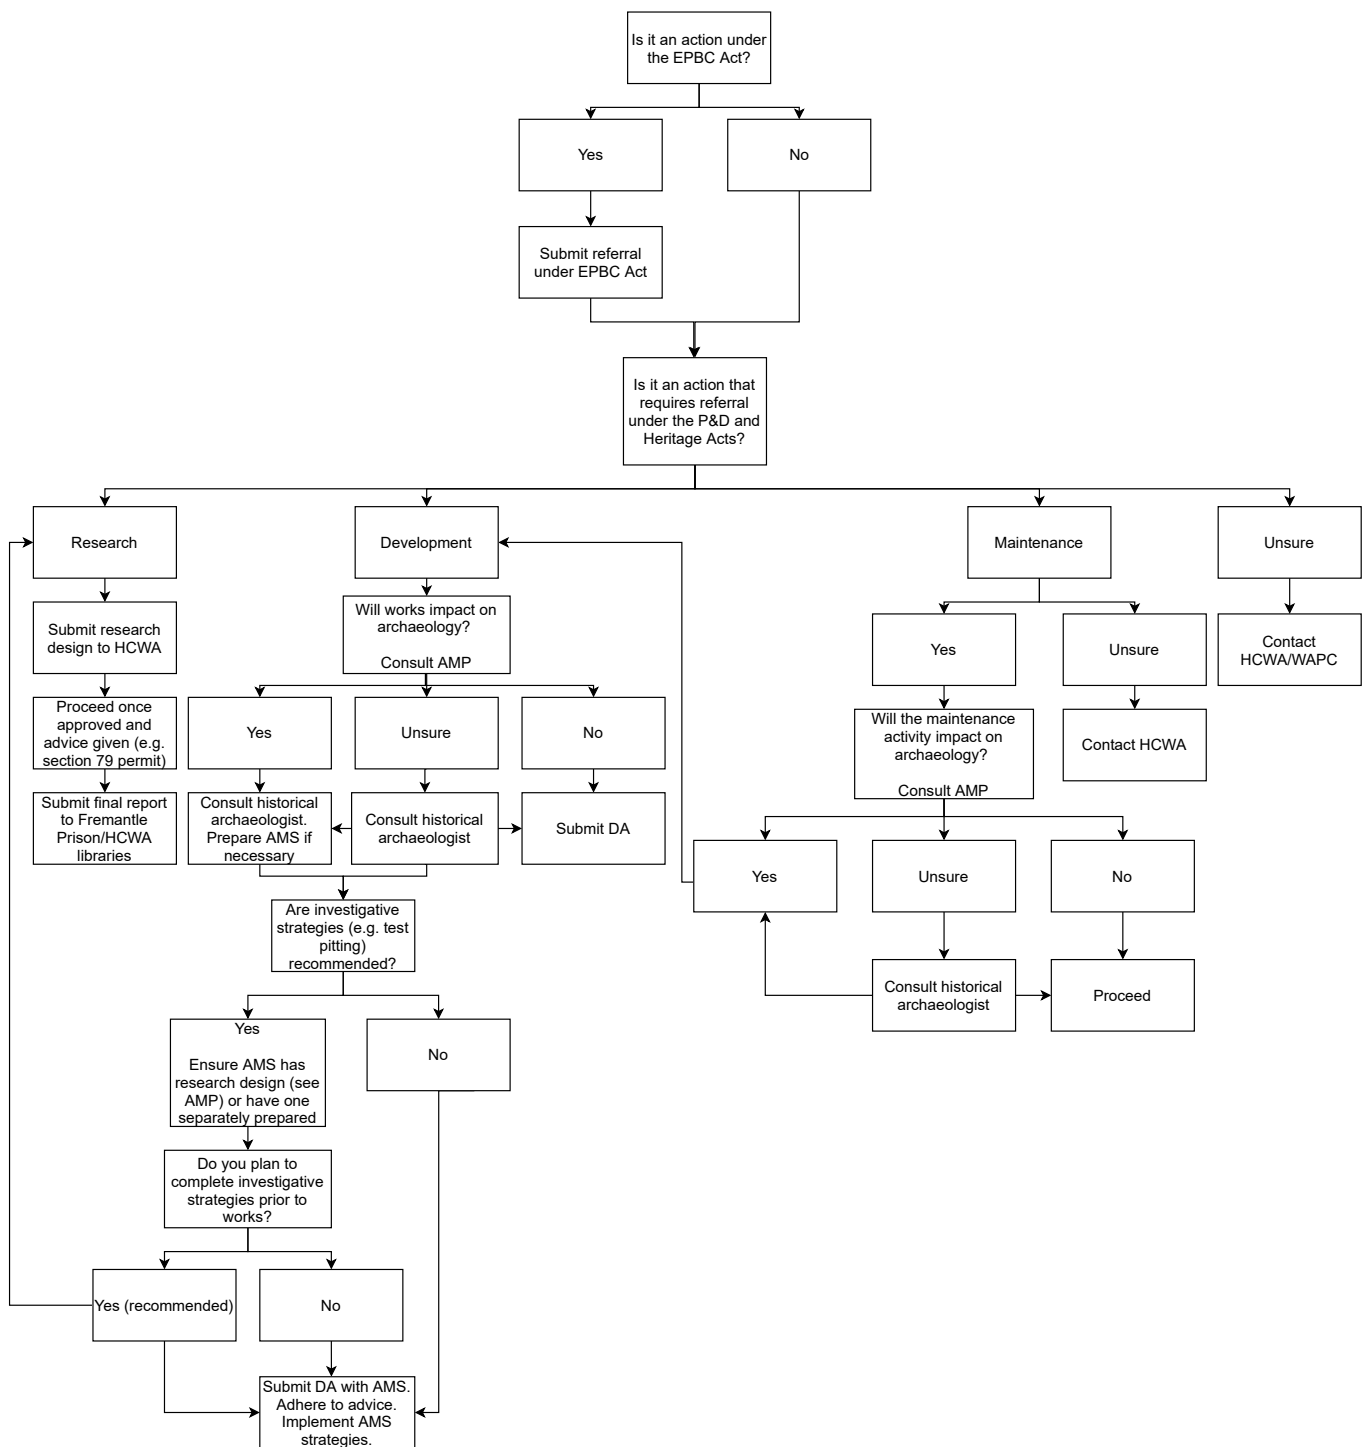 Is it an action under
the EPBC Act?
Yes
No
Submit referral
under EPBC Act
Is it an action that
requires referral
under the P&D and
Heritage Acts?
Research
Development
Maintenance
Unsure
Submit research
design to HCWA
Will works impact on
archaeology?
Consult AMP
Yes
Unsure
Contact
HCWA/WAPC
Proceed once
approved and
advice given (e.g.
section 79 permit)
Yes
Unsure
No
Will the maintenance
activity impact on
archaeology?
Consult AMP
Contact HCWA
Submit final report
to Fremantle
Prison/HCWA
libraries
Consult historical
archaeologist.
Prepare AMS if
necessary
Consult historical
archaeologist
Submit DA
Yes
Unsure
No
Are investigative
strategies (e.g. test
pitting)
recommended?
Consult historical
archaeologist
Proceed
Yes
Ensure AMS has
research design (see
AMP) or have one
separately prepared
No
Do you plan to
complete investigative
strategies prior to
works?
Yes (recommended)
No
Submit DA with AMS.
Adhere to advice.
Implement AMS
strategies.